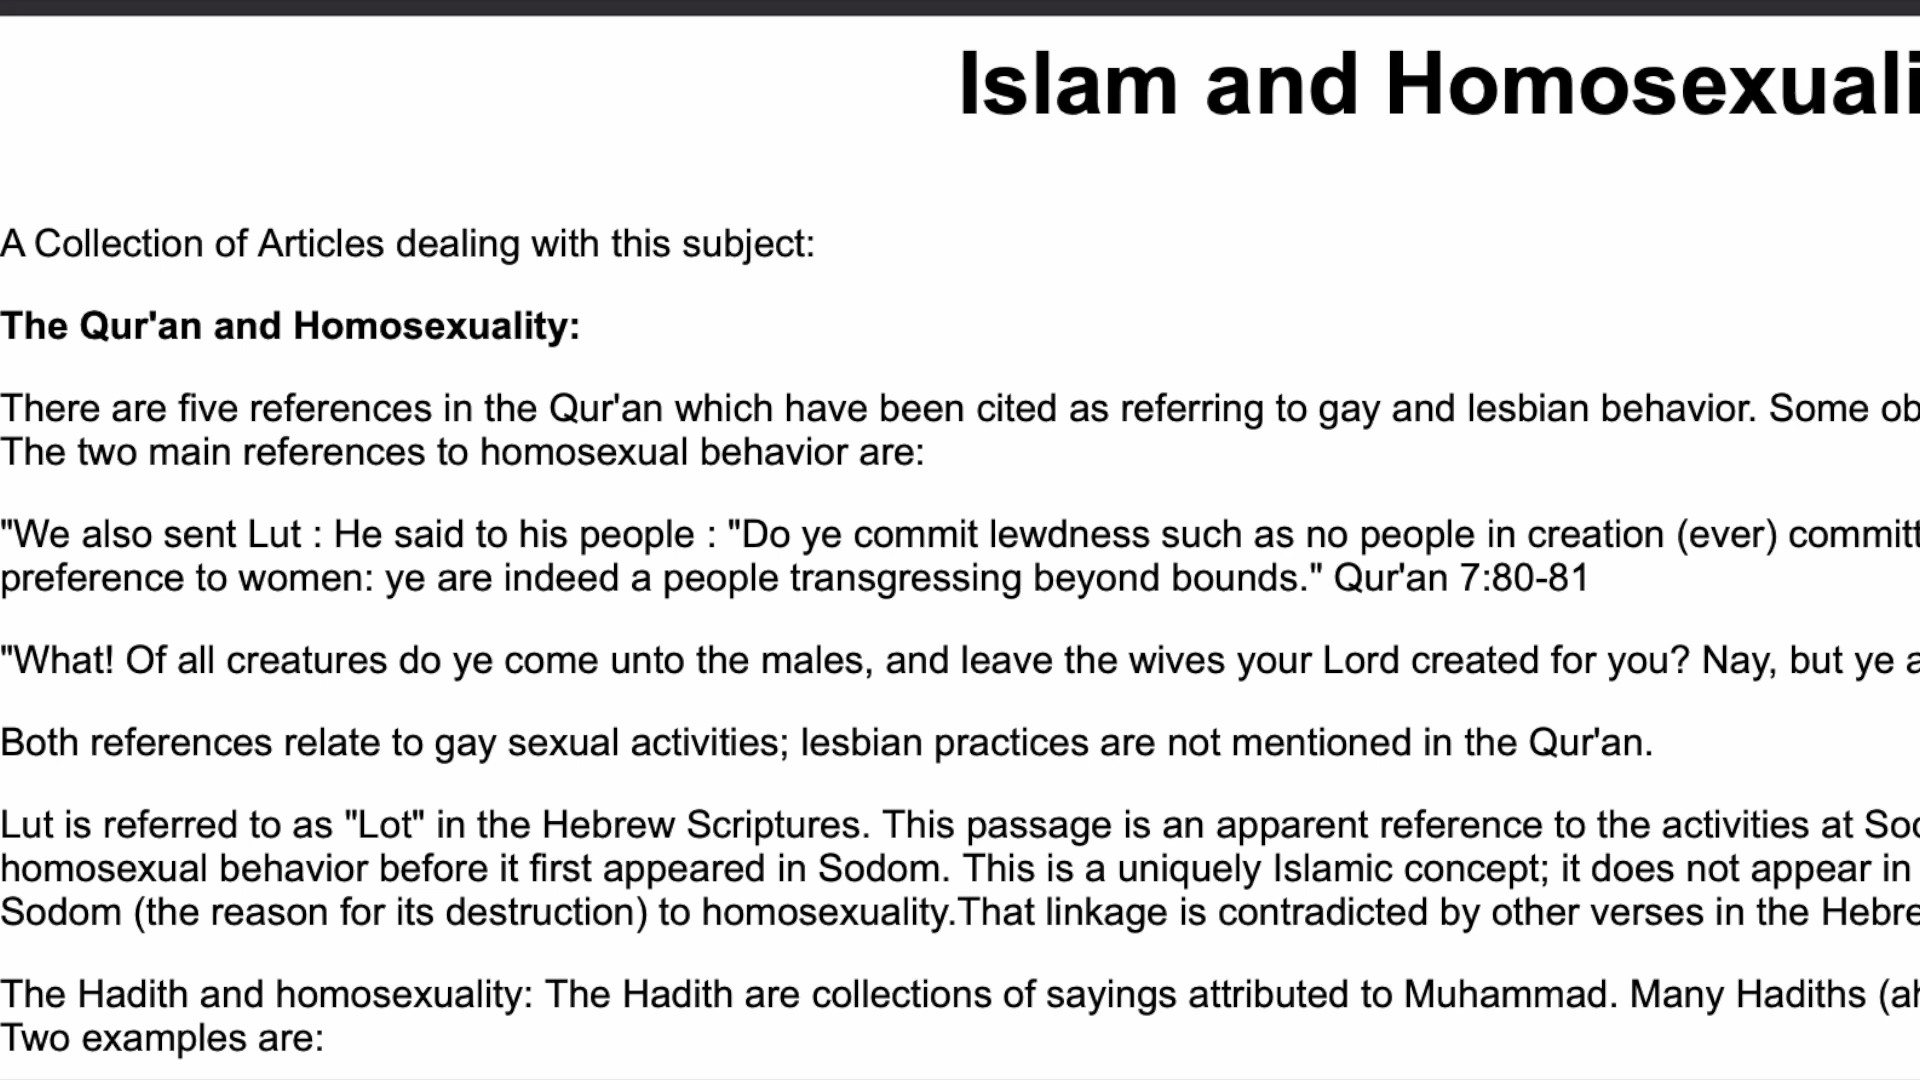 Islam and Homosexuali
A Collection of Articles dealing with this subject:
The Qur'an and Homosexuality:
There are five references in the Qur'an which have been cited as referring to gay and lesbian behavior. Some ob
The two main references to homosexual behavior are:
"We also sent Lut : He said to his people : "Do ye commit lewdness such as no people in creation (ever) committ
preference to women: ye are indeed a people transgressing beyond bounds." Qur'an 7:80-81
"What! Of all creatures do ye come unto the males, and leave the wives your Lord created for you? Nay, but ye a
Both references relate to gay sexual activities; lesbian practices are not mentioned in the Qur'an.
Lut is referred to as "Lot" in the Hebrew Scriptures. This passage is an apparent reference to the activities at Sod
homosexual behavior before it first appeared in Sodom. This is a uniquely Islamic concept; it does not appear in
Sodom (the reason for its destruction) to homosexuality.That linkage is contradicted by other verses in the Hebre
The Hadith and homosexuality: The Hadith are collections of sayings attributed to Muhammad. Many Hadiths (ah
Two examples are: